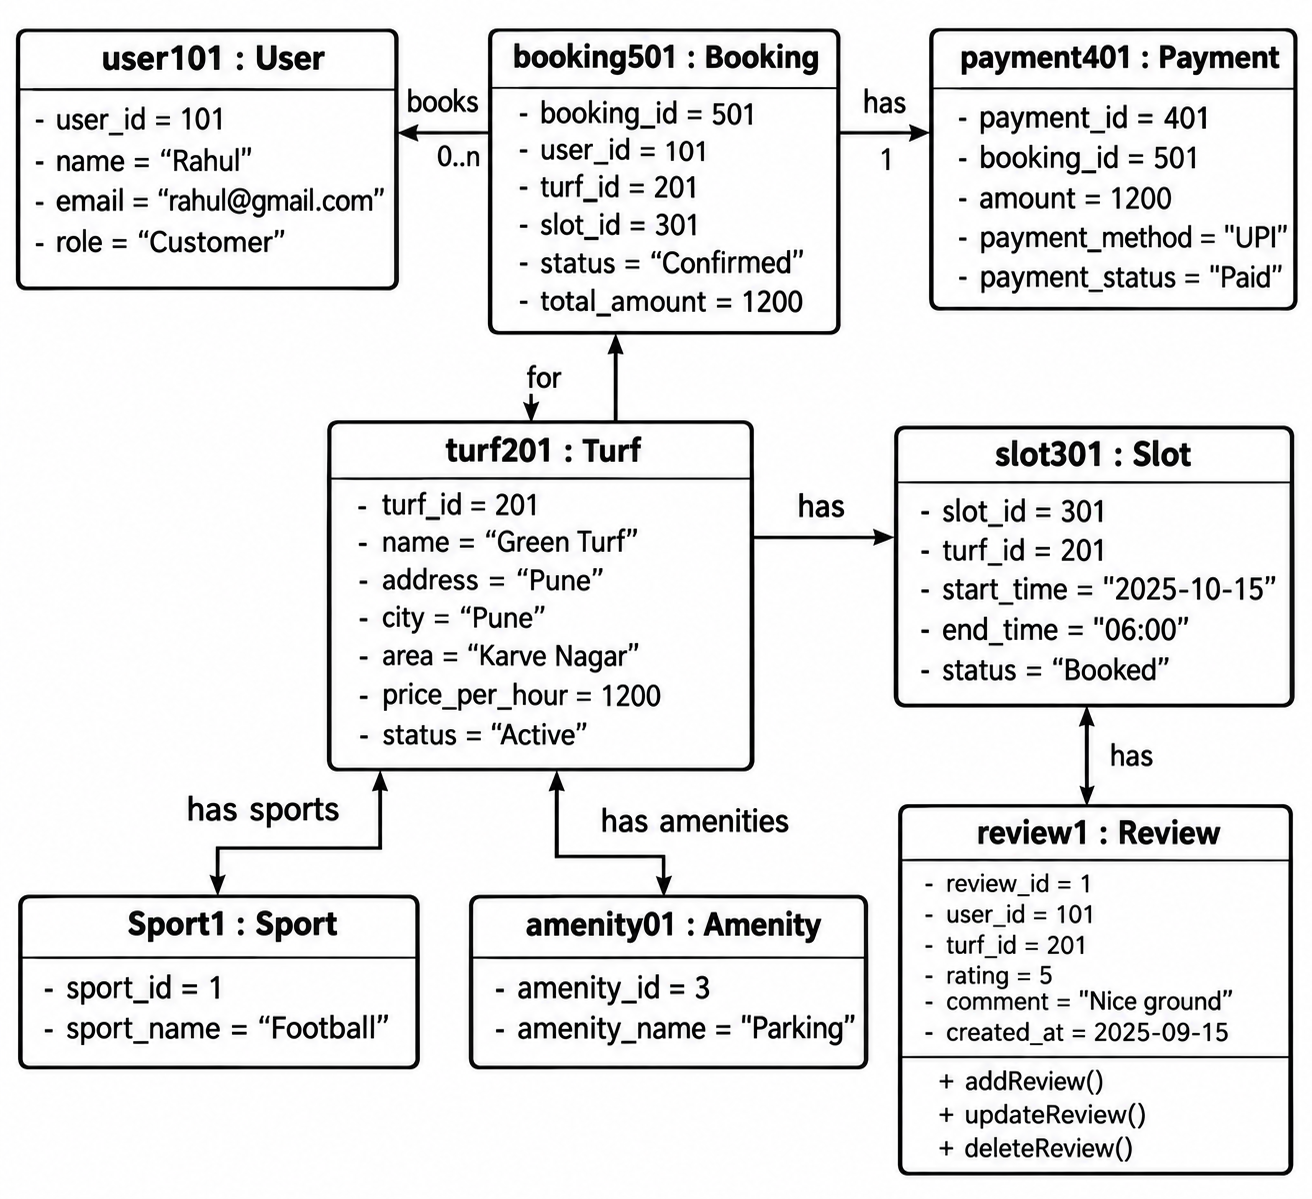 user101 : User
- user_id = 101
- name = “Rahul”
- email = “rahul@gmail.com”
- role = “Customer”
books
0..n
booking501 : Booking
- booking_id = 501
- user_id = 101
- turf_id = 201
- slot_id = 301
- status = “Confirmed”
- total_amount = 1200
has
1
payment401 : Payment
- payment_id = 401
- booking_id = 501
- amount = 1200
- payment_method = "UPI"
- payment_status = "Paid”
for
turf201 : Turf
- turf_id = 201
- name = “Green Turf”
- address = “Pune”
- city = “Pune”
- area = “Karve Nagar”
- price_per_hour = 1200
- status = “Active”
has
slot301 : Slot
- slot_id = 301
- turf_id = 201
- start_time = "2025-10-15”
- end_time = "06:00”
- status = “Booked”
has
has sports
has amenities
Sport1 : Sport
- sport_id = 1
- sport_name = “Football”
amenity01 : Amenity
- amenity_id = 3
- amenity_name = "Parking"
review1 : Review
- review_id = 1
- user_id = 101
- turf_id = 201
- rating = 5
- comment = "Nice ground”
- created_at = 2025-09-15
+ addReview()
+ updateReview()
+ deleteReview()